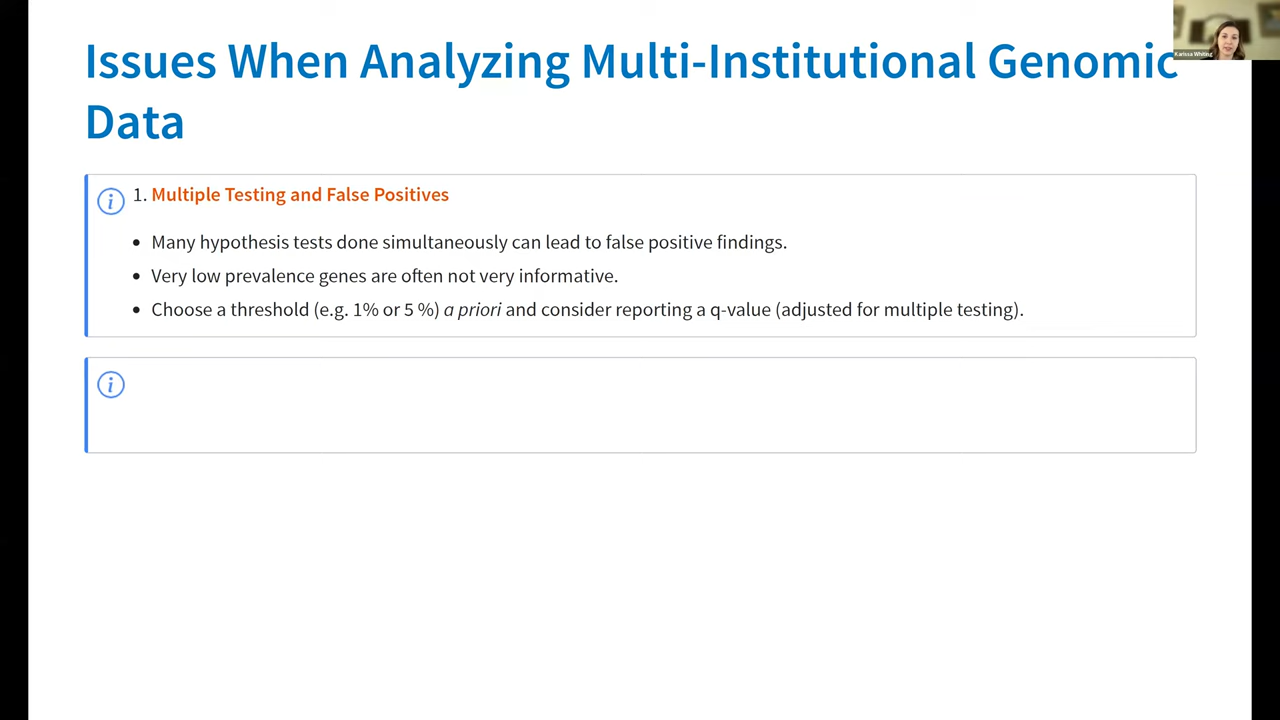 Issues When Analyzing Multi-Institutional Genomic
Data
Karissa Whiting
i
1. Multiple Testing and False Positives
• Many hypothesis tests done simultaneously can lead to false positive findings.
• Very low prevalence genes are often not very informative.
• Choose a threshold (e.g. 1% or 5 %) a priori and consider reporting a q-value (adjusted for multiple testing).
i